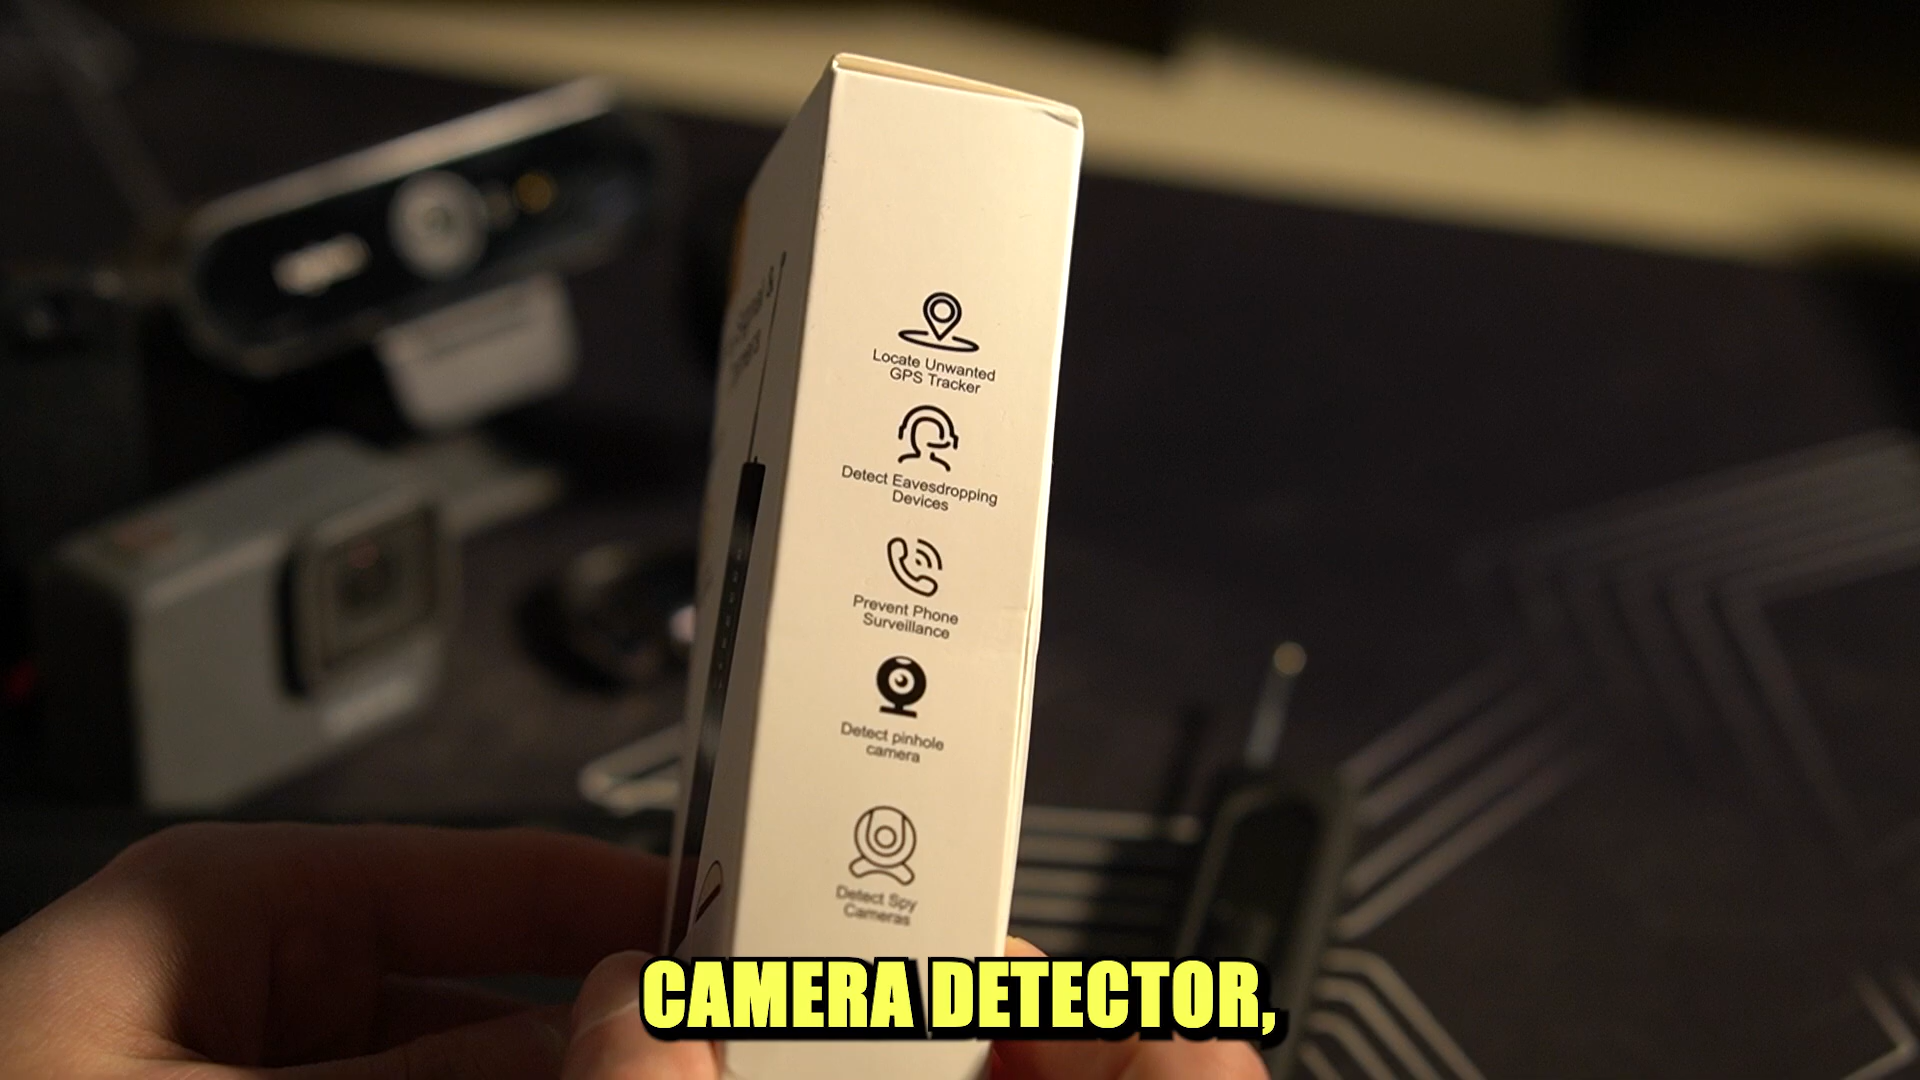 Locate Unwanted
GPS Tracker
Detect Eavesdropping
Devices
Prevent Phone
Surveillance
Detect pinhole
camera
Detect Spy
Cameras
CAMERA DETECTOR,